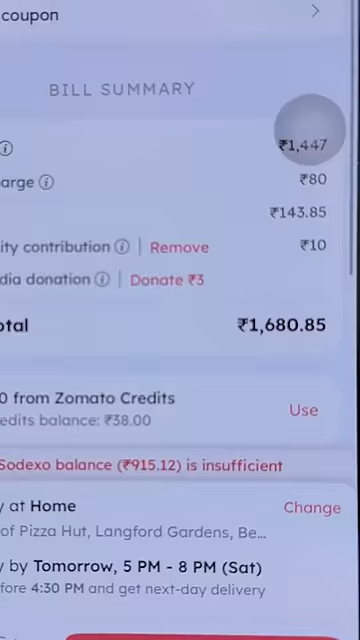 coupon
BILL SUMMARY
₹1,447
arge
₹80
₹143.85
ity contribution | Remove
₹10
dia donation | Donate ₹3
otal
₹1,680.85
0 from Zomato Credits
edits balance: ₹38.00
Use
Sodexo balance (₹915.12) is insufficient
y at Home
Change
of Pizza Hut, Langford Gardens, Be...
y by Tomorrow, 5 PM - 8 PM (Sat)
fore 4:30 PM and get next-day delivery